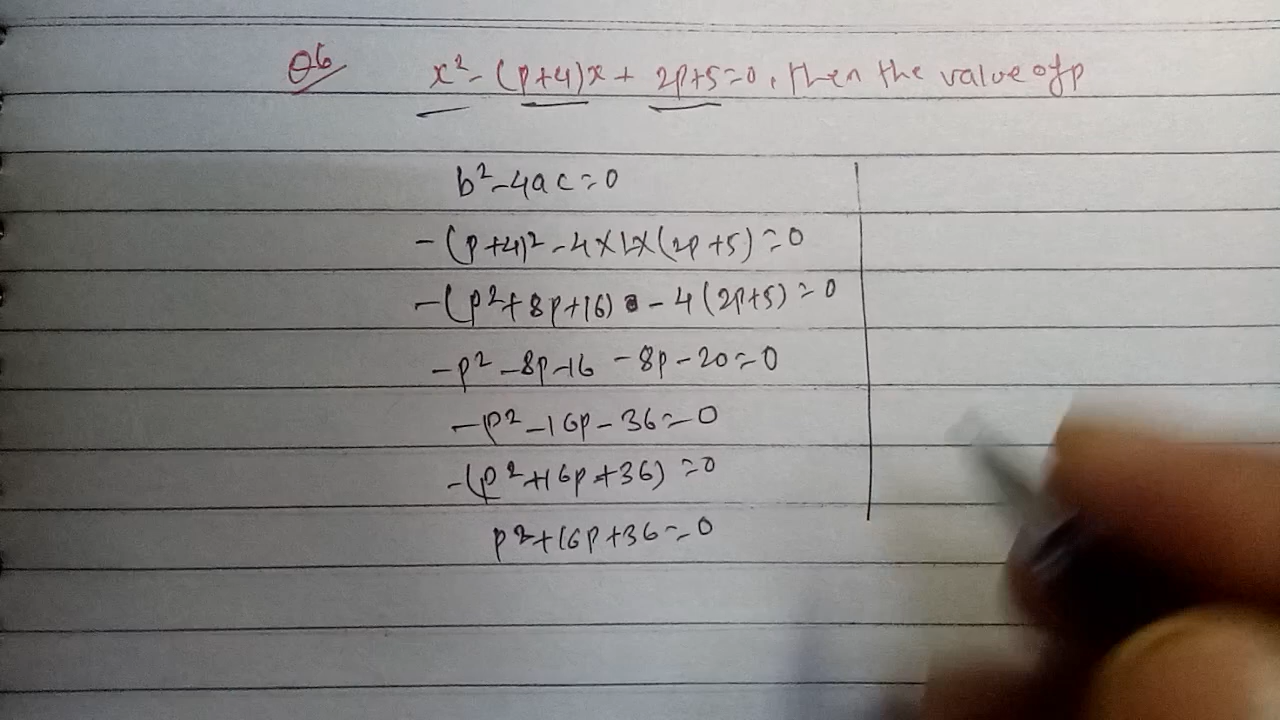 Q6 x² - (p+4)x + 2p+5=0, then the value of p
b²-4ac=0
-(p+4)² - 4×1×(2p+5)=0
-(p²+8p+16) - 4(2p+5)=0
-p²-8p-16 -8p-20=0
-p²-16p-36=0
-(p²+16p+36)=0
p²+16p+36=0